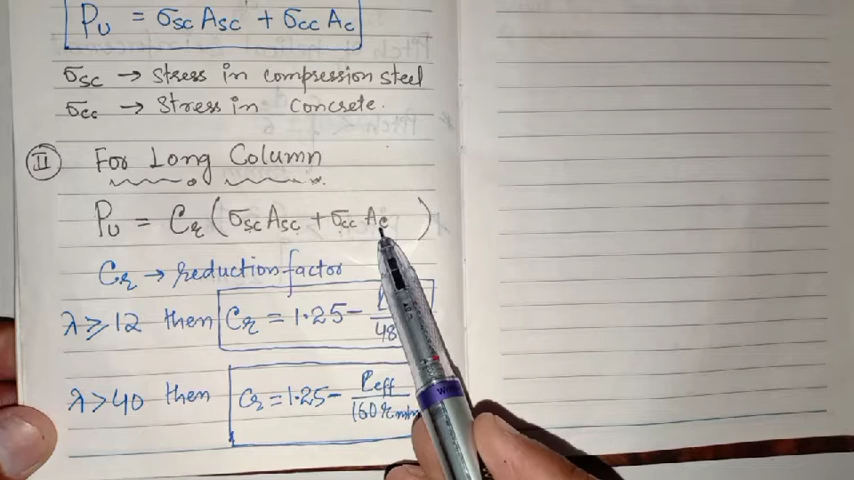 Pu = σsc Asc + σcc Ac
σsc → stress in compression steel
σcc → Stress in Concrete.
II For Long Column
Pu = Cr (σsc Asc + σcc Ac)
Cr → reduction factor
λ ≥ 12 then Cr = 1.25 - 48
λ > 40 then Cr = 1.25 - leff/160 rmin